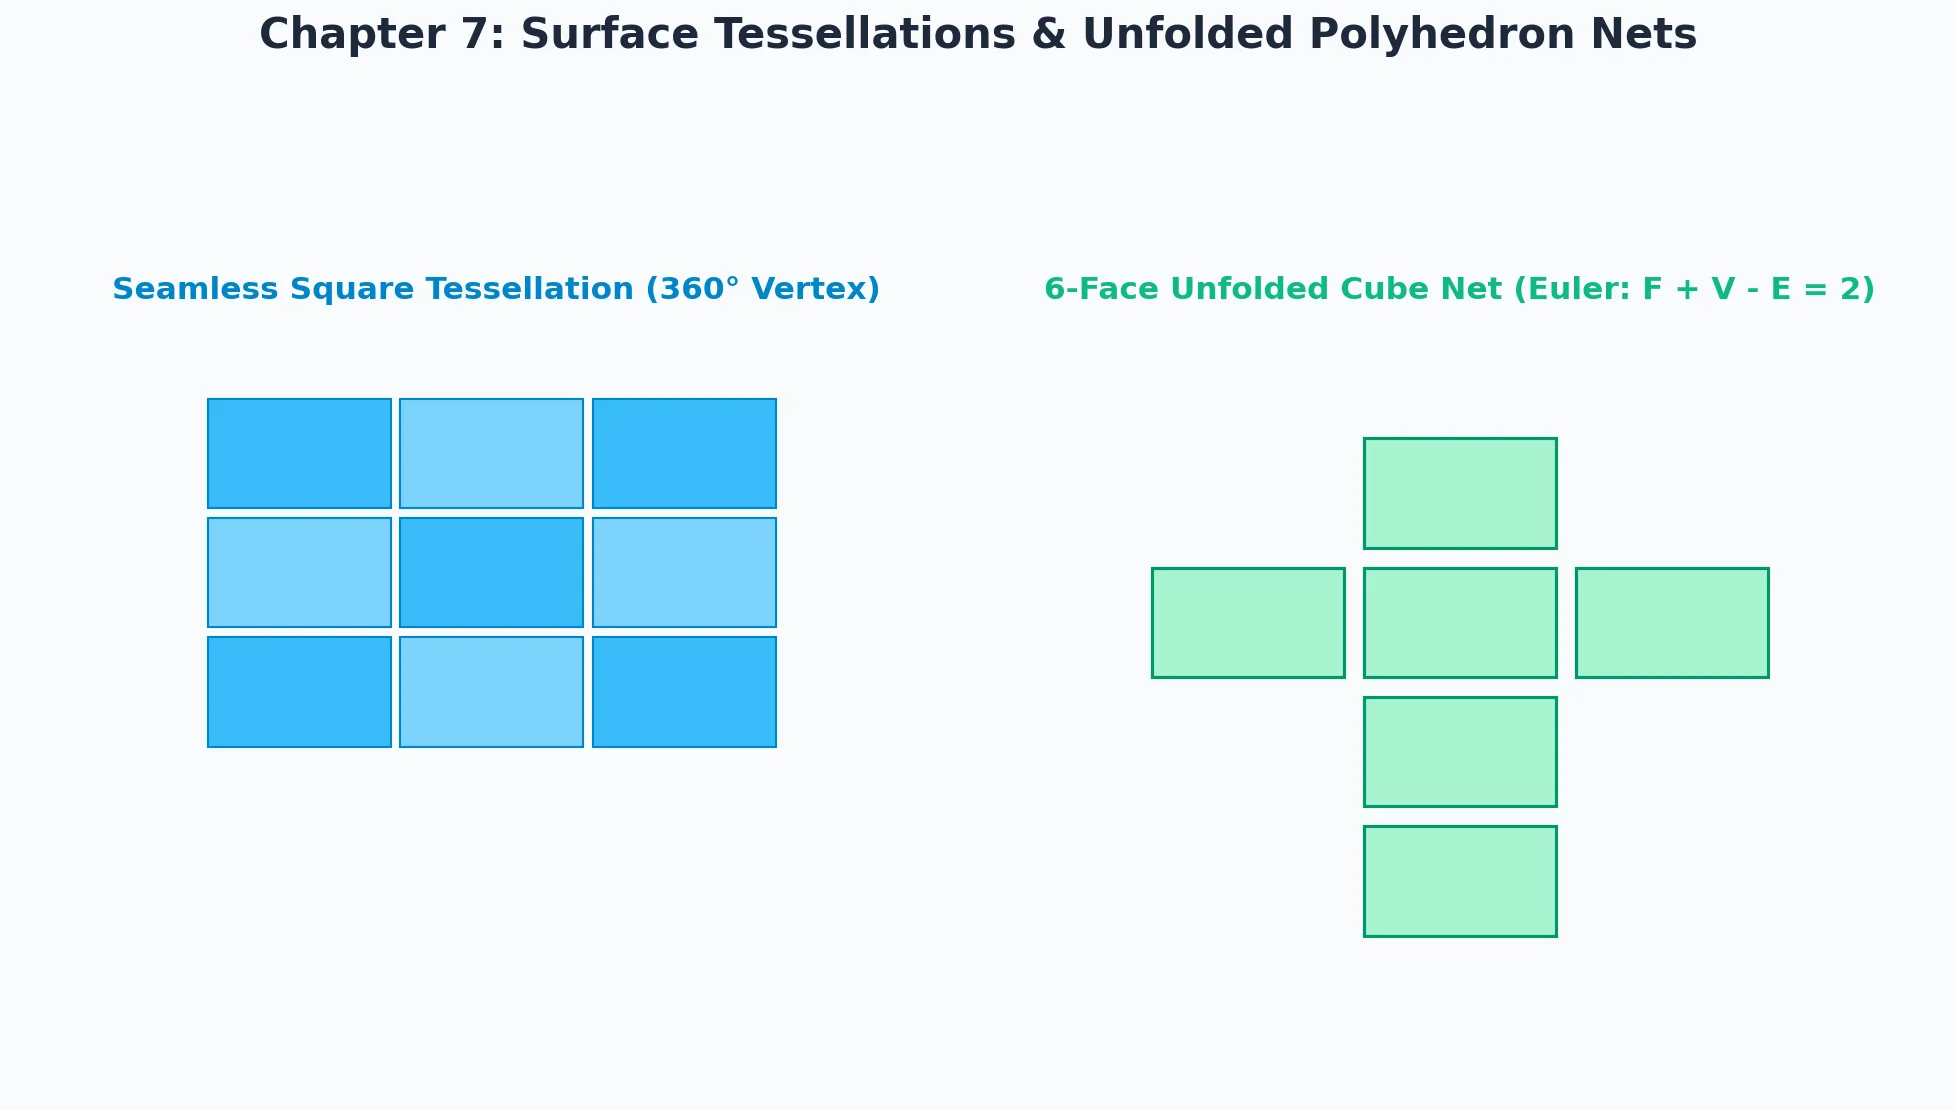 Chapter 7: Surface Tessellations & Unfolded Polyhedron Nets
Seamless Square Tessellation (360° Vertex)
6-Face Unfolded Cube Net (Euler: F + V - E = 2)